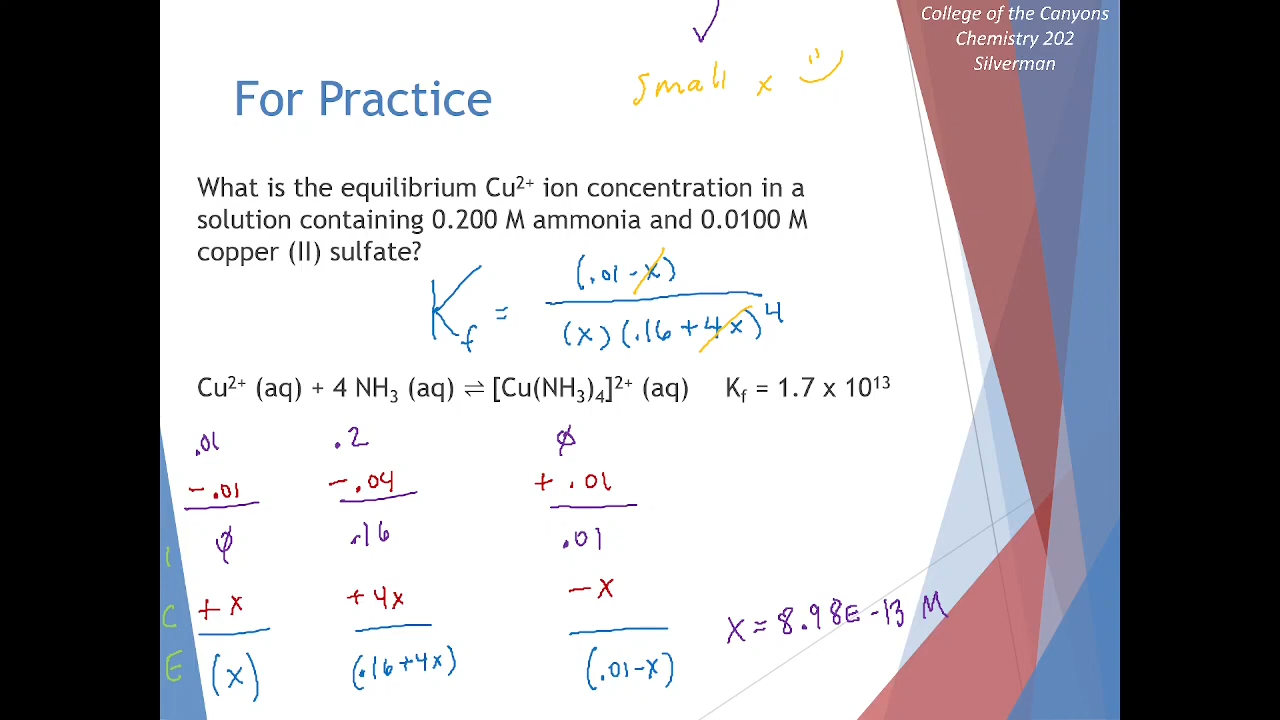 College of the Canyons
Chemistry 202
Silverman
small x
For Practice
What is the equilibrium Cu²⁺ ion concentration in a
solution containing 0.200 M ammonia and 0.0100 M
copper (II) sulfate?
K_f = (.01 - x) / (x)(.16 + 4x)⁴
Cu²⁺ (aq) + 4 NH₃ (aq) ⇌ [Cu(NH₃)₄]²⁺ (aq) K_f = 1.7 x 10¹³
.01 .2 ∅
- .01 - .04 + .01
I ∅ .16 .01
C + x + 4x - x
E (x) (.16 + 4x) (.01 - x)
x = 8.98E-13 M